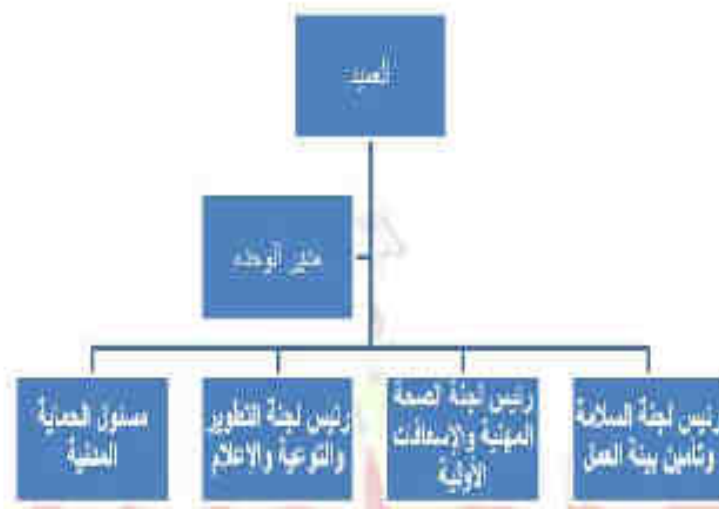 العميد
مدير الوحده
رئيس لجنة السلامة
وتأمين بيئة العمل
رئيس لجنة الصحة
المهنية والإسعافات
الأولية
رئيس لجنة التطوير
والتوعية والاعلام
مسئول الحماية
المدنية